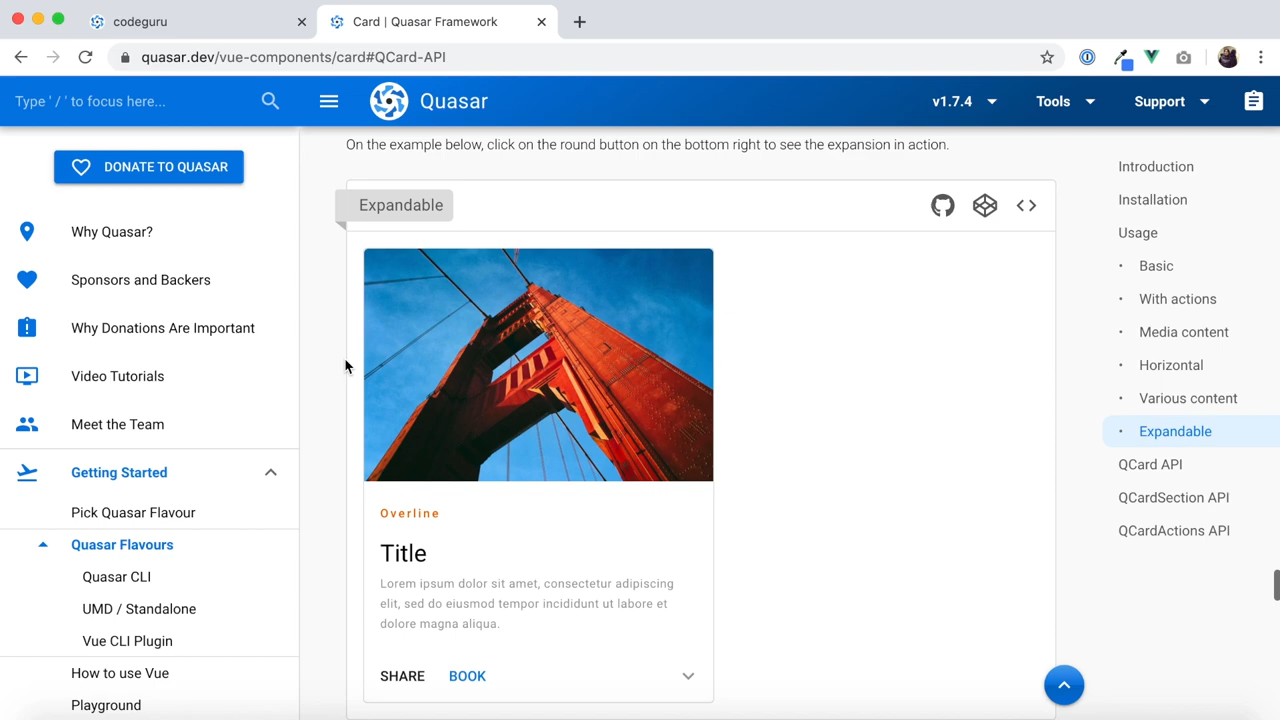 codeguru
Card | Quasar Framework
quasar.dev/vue-components/card#QCard-API
Type ' / ' to focus here...
Quasar
v1.7.4
Tools
Support
DONATE TO QUASAR
Why Quasar?
Sponsors and Backers
Why Donations Are Important
Video Tutorials
Meet the Team
Getting Started
Pick Quasar Flavour
Quasar Flavours
Quasar CLI
UMD / Standalone
Vue CLI Plugin
How to use Vue
Playground
On the example below, click on the round button on the bottom right to see the expansion in action.
Expandable
Overline
Title
Lorem ipsum dolor sit amet, consectetur adipiscing
elit, sed do eiusmod tempor incididunt ut labore et
dolore magna aliqua.
SHARE BOOK
Introduction
Installation
Usage
• Basic
• With actions
• Media content
• Horizontal
• Various content
• Expandable
QCard API
QCardSection API
QCardActions API